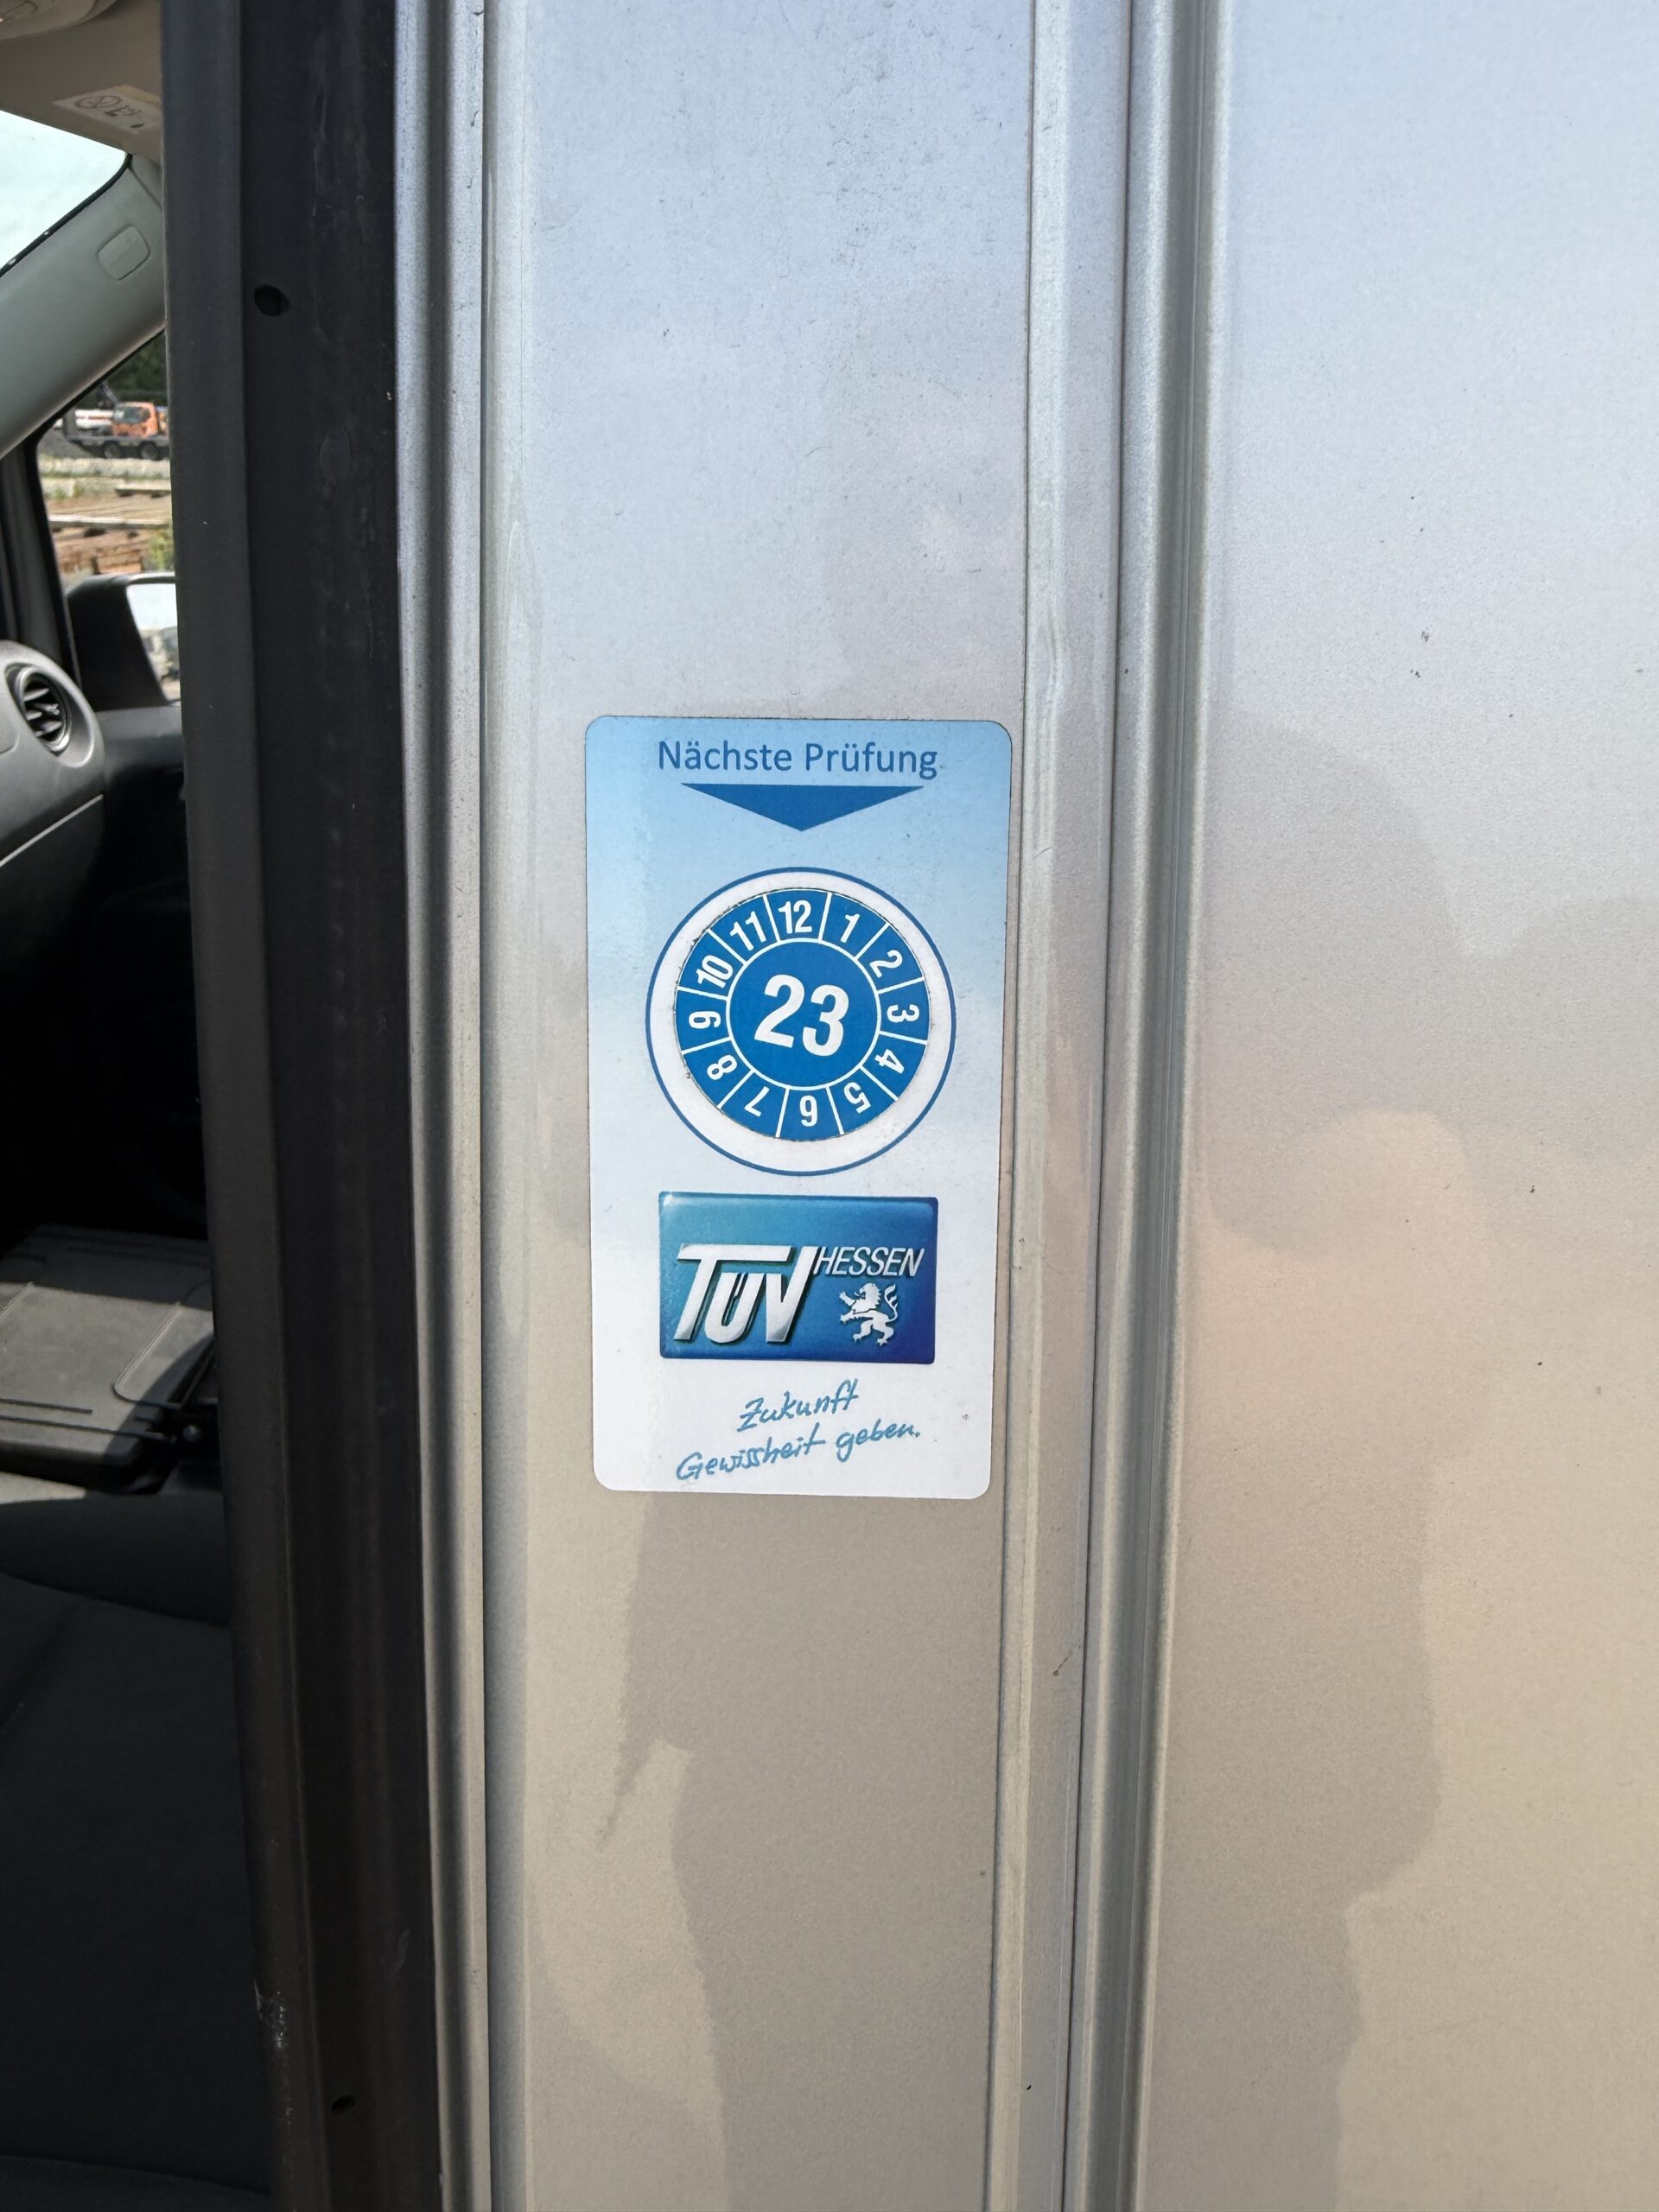 Nächste Prüfung
12 1 2 3 4 5 6 7 8 9 10 11
23
TÜV HESSEN
Zukunft
Gewissheit geben.